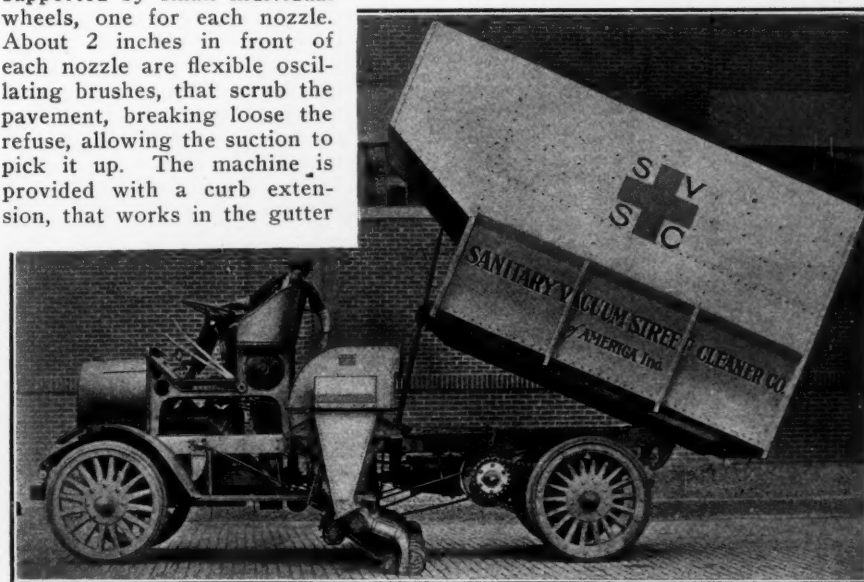 supported by small individual
wheels, one for each nozzle.
About 2 inches in front of
each nozzle are flexible oscil-
lating brushes, that scrub the
pavement, breaking loose the
refuse, allowing the suction to
pick it up. The machine is
provided with a curb exten-
sion, that works in the gutter
S V
S C
SANITARY VACUUM STREET CLEANER CO.
of AMERICA Inc.